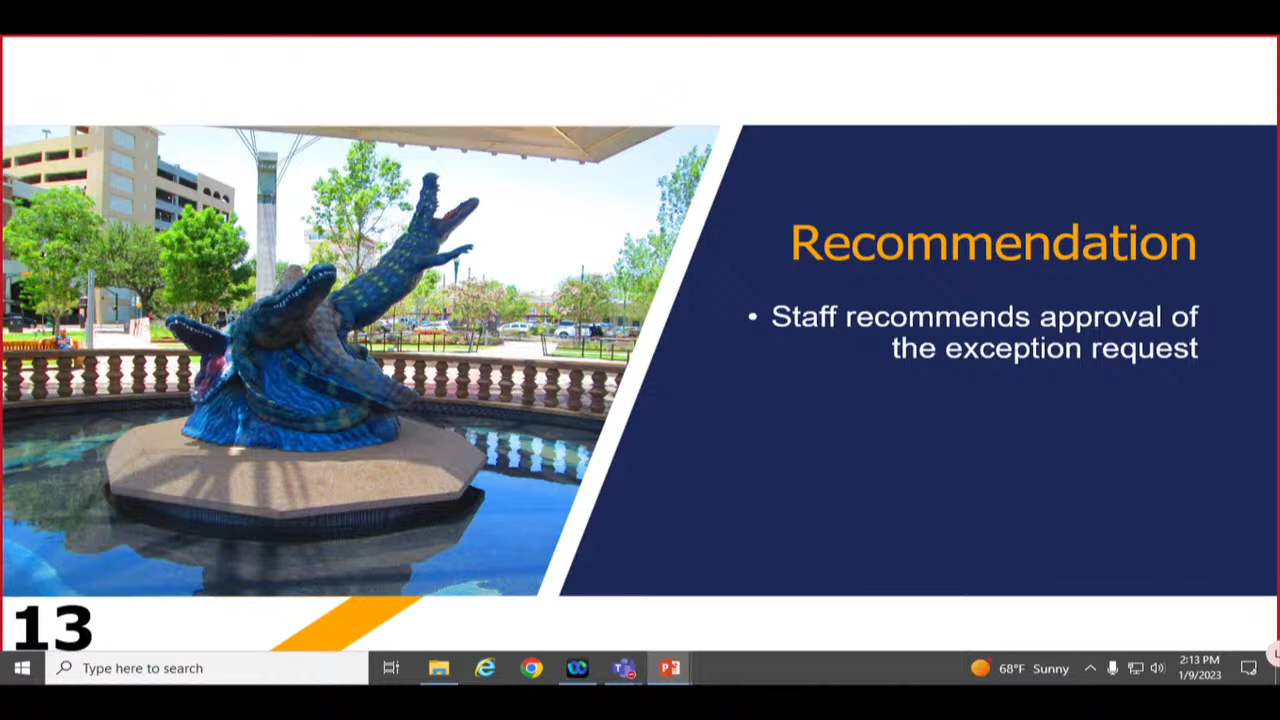 Recommendation
• Staff recommends approval of
the exception request
13
Type here to search
68°F Sunny
2:13 PM
1/9/2023